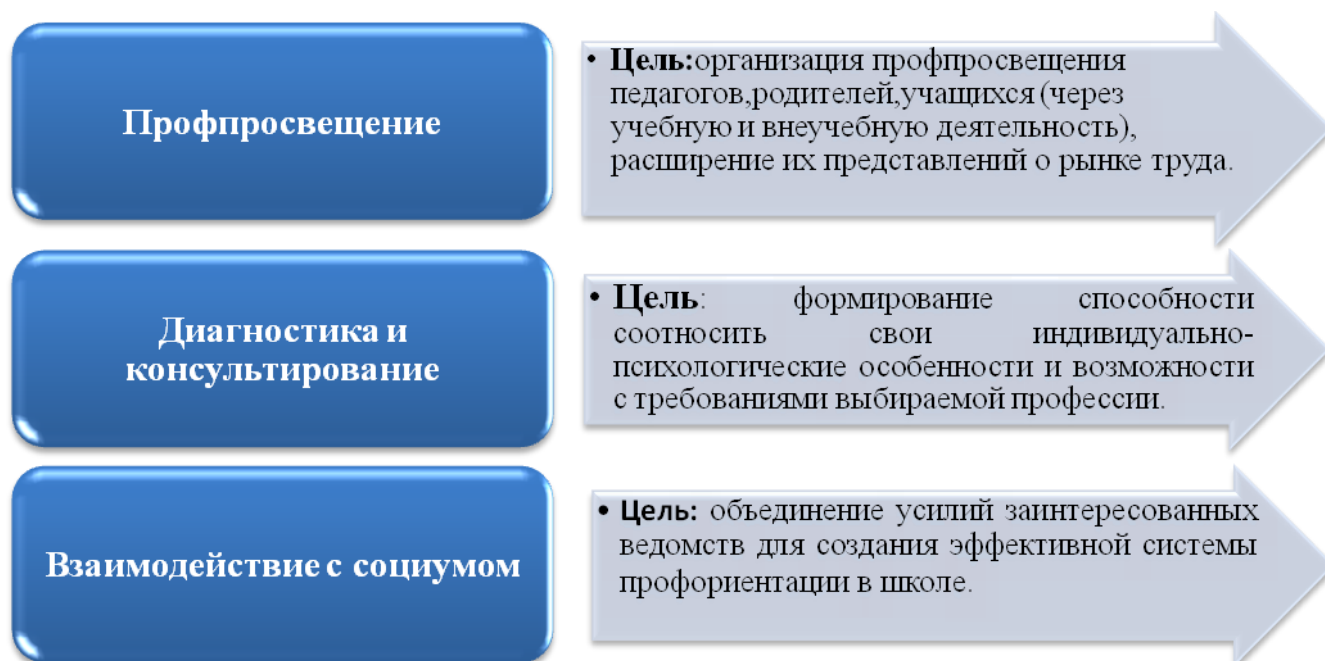 Профпросвещение
• Цель:организация профпросвещения
педагогов,родителей,учащихся (через
учебную и внеучебную деятельность),
расширение их представлений о рынке труда.
Диагностика и
консультирование
• Цель: формирование способности
соотносить свои индивидуально-
психологические особенности и возможности
с требованиями выбираемой профессии.
Взаимодействие с социумом
• Цель: объединение усилий заинтересованных
ведомств для создания эффективной системы
профориентации в школе.